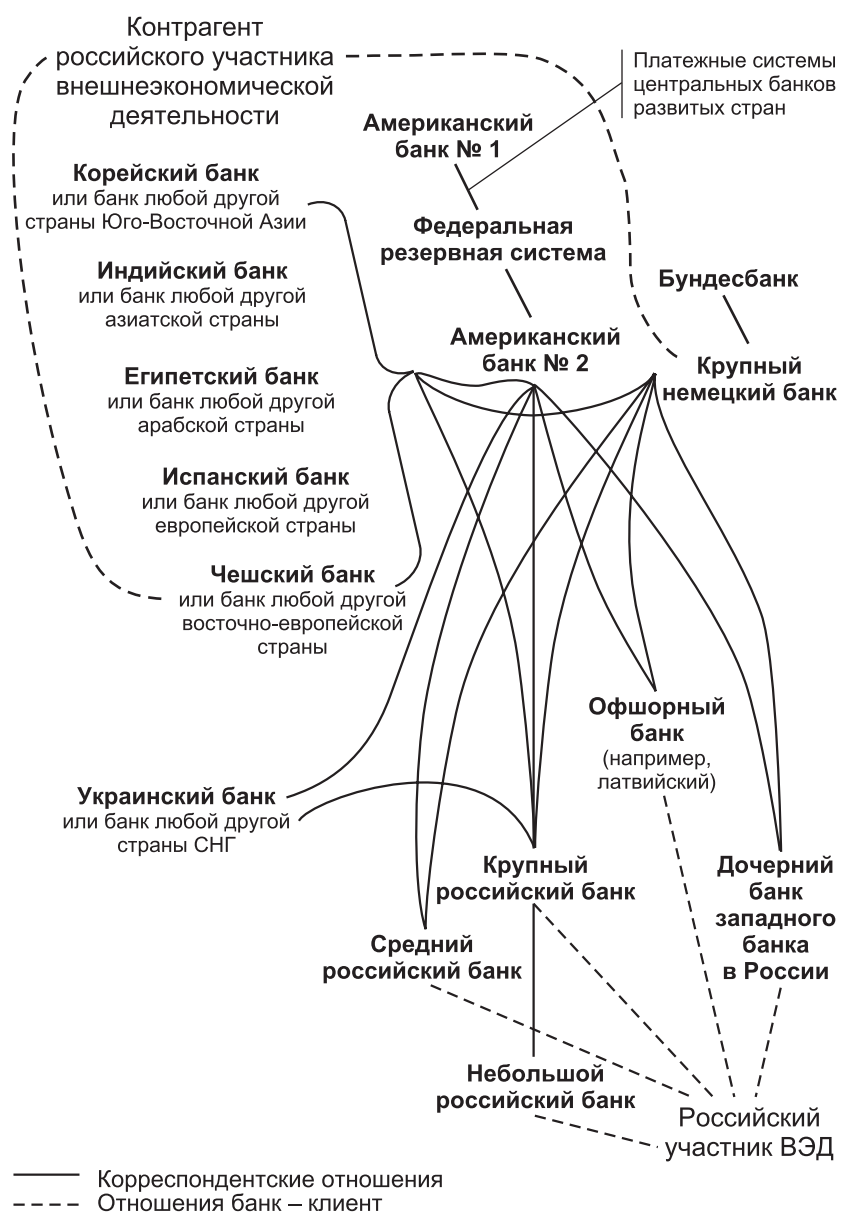 Контрагент
российского участника
внешнеэкономической
деятельности
Платежные системы
центральных банков
развитых стран
Американский
банк № 1
Корейский банк
или банк любой другой
страны Юго-Восточной Азии
Федеральная
резервная система
Индийский банк
или банк любой другой
азиатской страны
Бундесбанк
Американский
банк № 2
Крупный
немецкий банк
Египетский банк
или банк любой другой
арабской страны
Испанский банк
или банк любой другой
европейской страны
Чешский банк
или банк любой другой
восточно-европейской
страны
Офшорный
банк
(например,
латвийский)
Украинский банк
или банк любой другой
страны СНГ
Крупный
российский банк
Дочерний
банк
западного
банка
в России
Средний
российский банк
Небольшой
российский банк
Российский
участник ВЭД
Корреспондентские отношения
Отношения банк – клиент